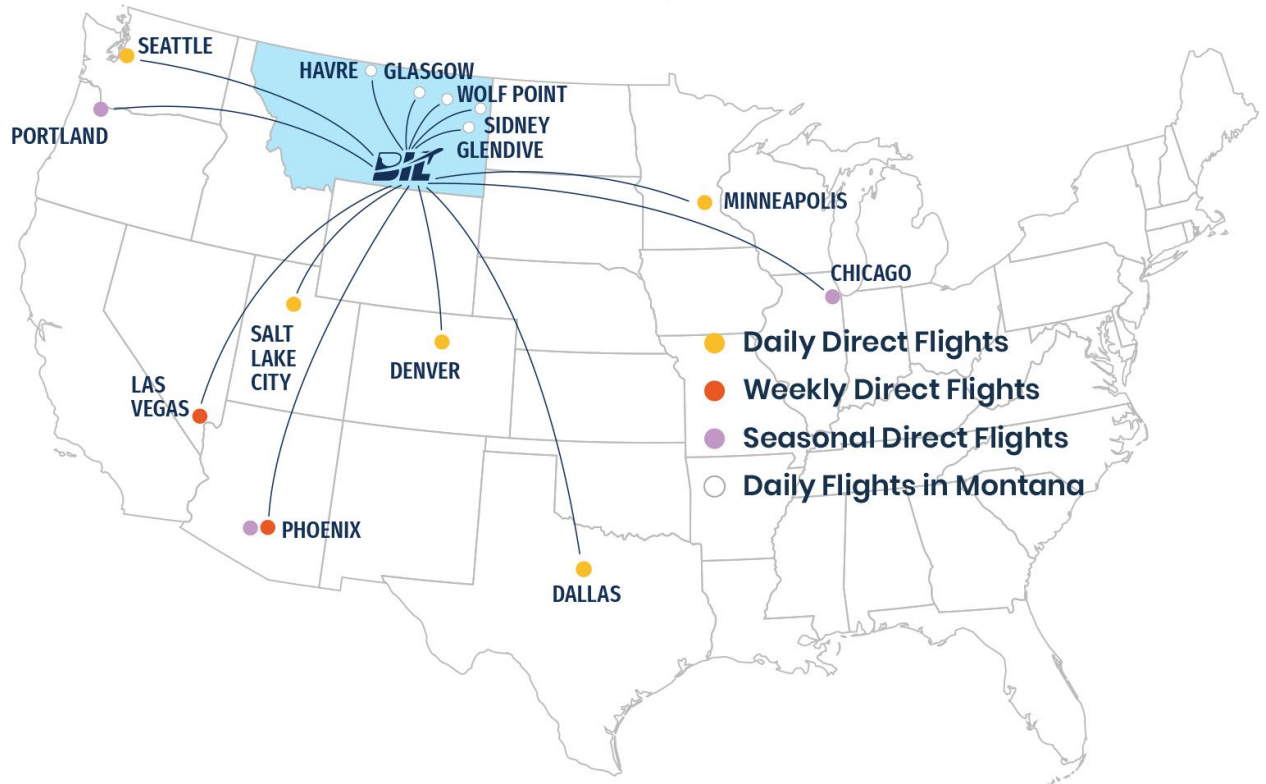 SEATTLE
HAVRE
GLASGOW
WOLF POINT
PORTLAND
SIDNEY
GLENDIVE
BIL
MINNEAPOLIS
CHICAGO
SALT
LAKE
CITY
DENVER
LAS
VEGAS
PHOENIX
DALLAS
Daily Direct Flights
Weekly Direct Flights
Seasonal Direct Flights
Daily Flights in Montana